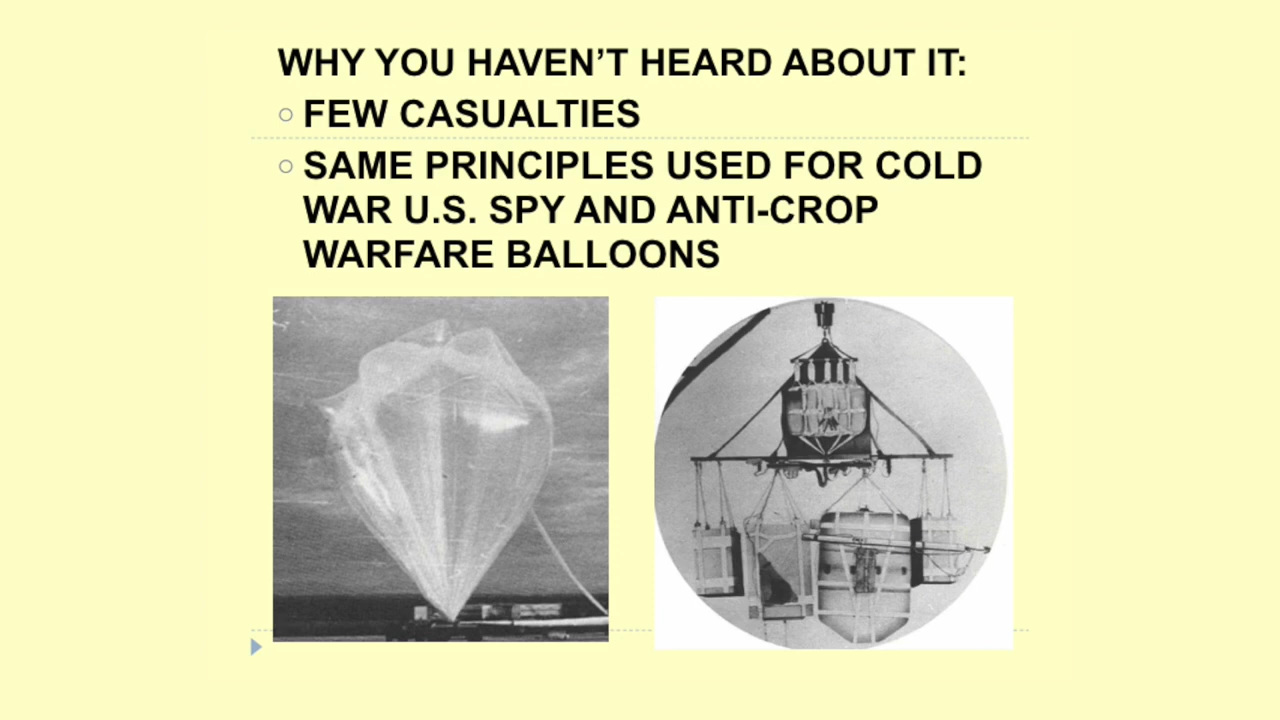 WHY YOU HAVEN’T HEARD ABOUT IT:
FEW CASUALTIES
SAME PRINCIPLES USED FOR COLD
WAR U.S. SPY AND ANTI-CROP
WARFARE BALLOONS